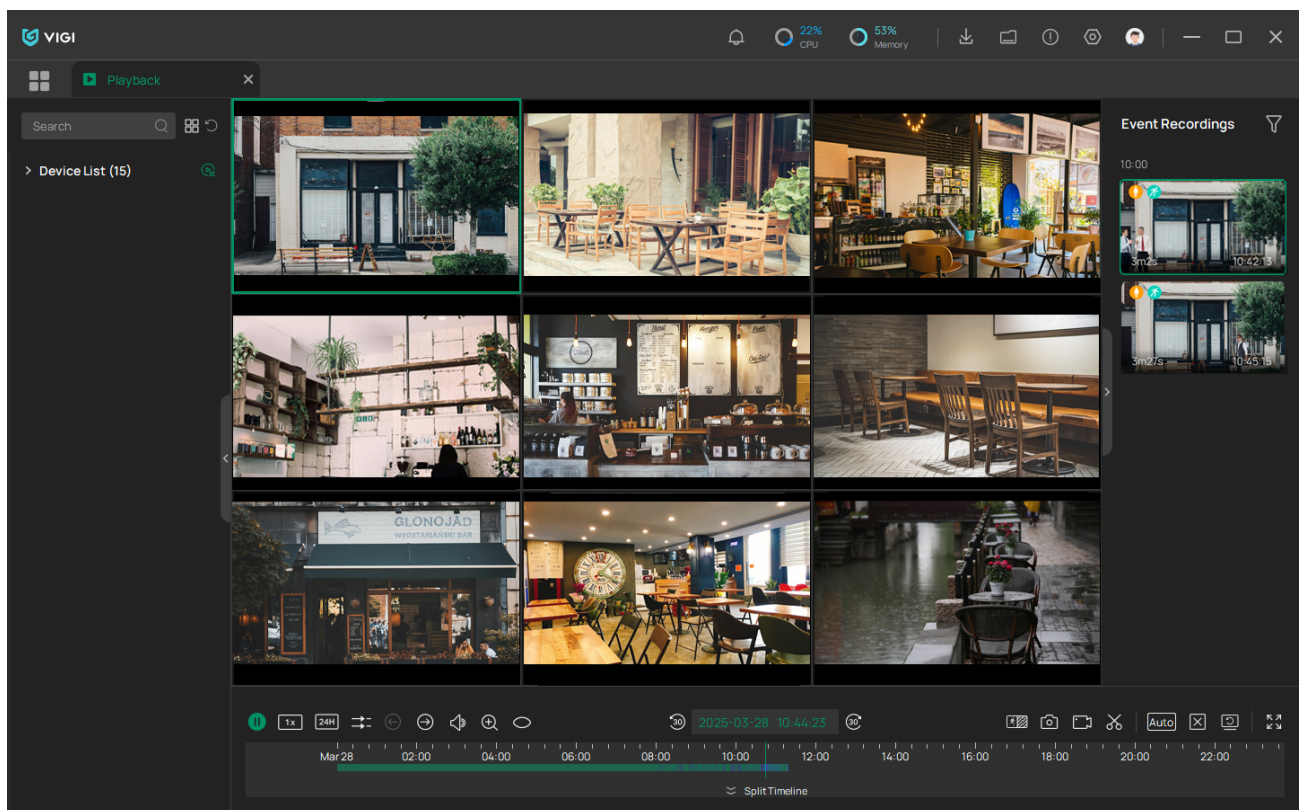 VIGI
22%
CPU
53%
Memory
Playback
Search
Device List (15)
Event Recordings
10:00
3m2s 10:42:13
3m27s 10:45:15
GLONOJAD
WEGETARIAŃSKI BAR
1x
24H
30
2025-03-28 10:44:23
30
Auto
Mar 28 02:00 04:00 06:00 08:00 10:00 12:00 14:00 16:00 18:00 20:00 22:00
Split Timeline